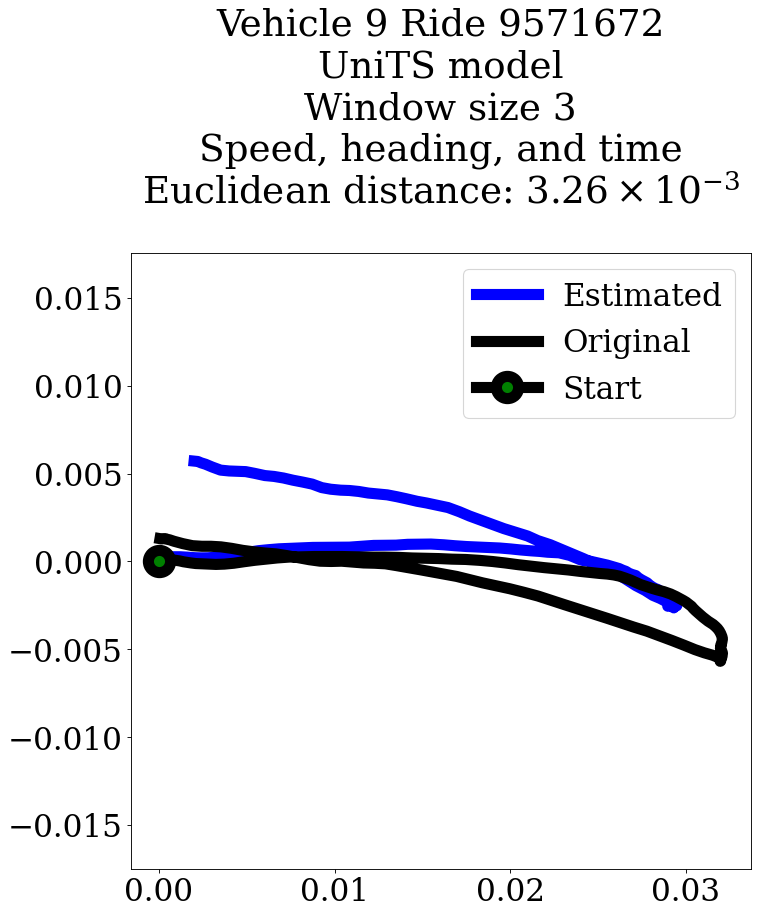 Vehicle 9 Ride 9571672
UniTS model
Window size 3
Speed, heading, and time
Euclidean distance: 3.26 × 10⁻³
Estimated
Original
Start
0.015
0.010
0.005
0.000
−0.005
−0.010
−0.015
0.00 0.01 0.02 0.03